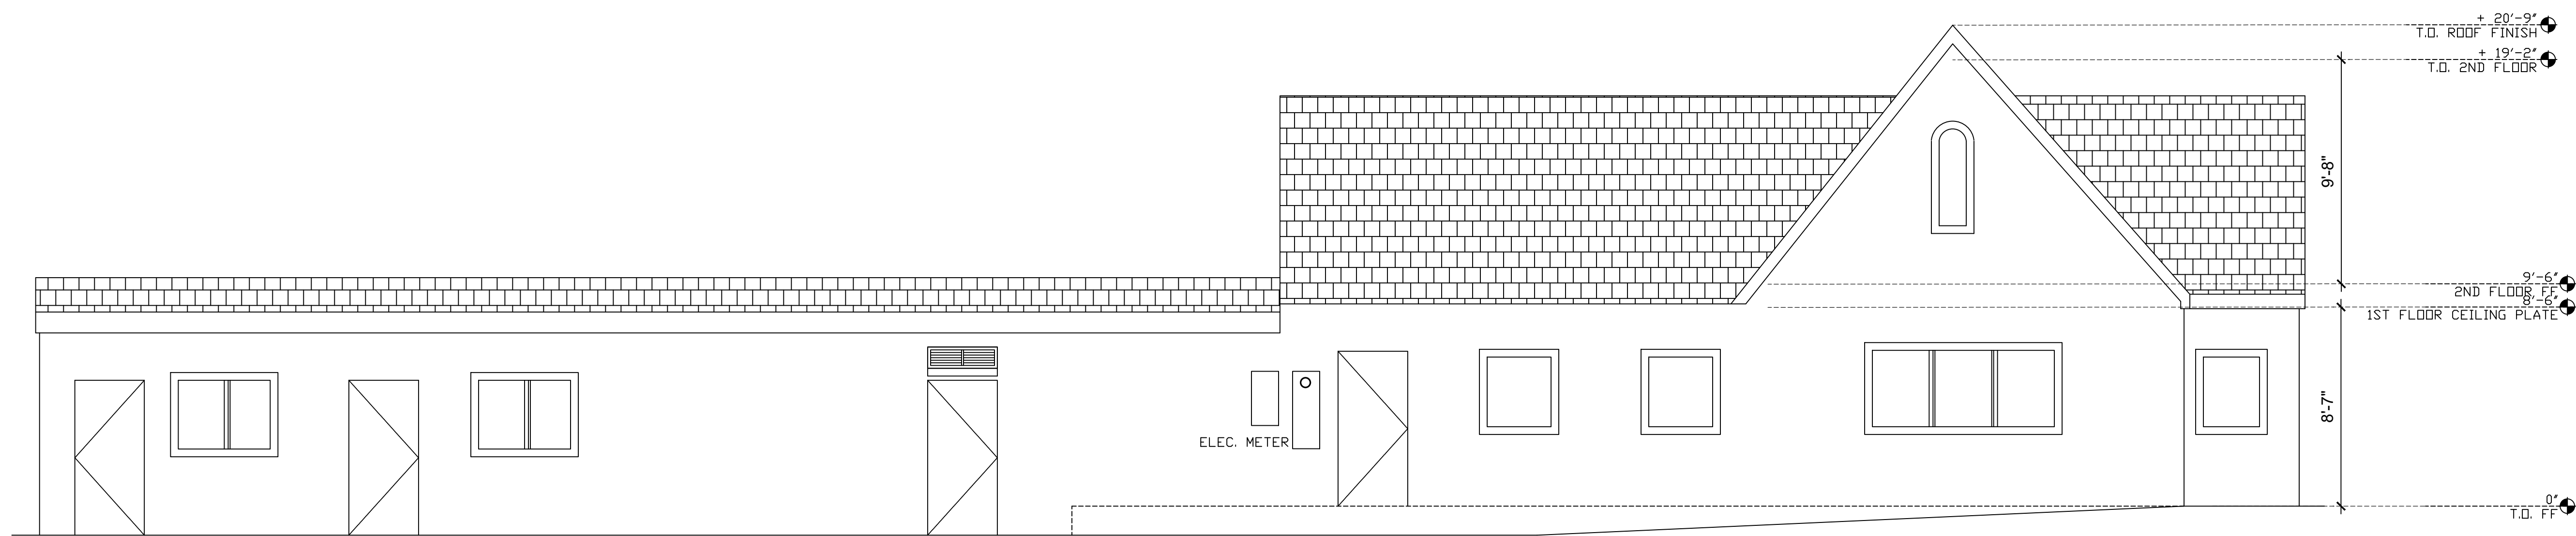 + 20'-9"
T.O. ROOF FINISH
+ 19'-2"
T.O. 2ND FLOOR
9'-8"
9'-6"
2ND FLOOR FF
8'-6"
1ST FLOOR CEILING PLATE
8'-7"
ELEC. METER
0"
T.O. FF